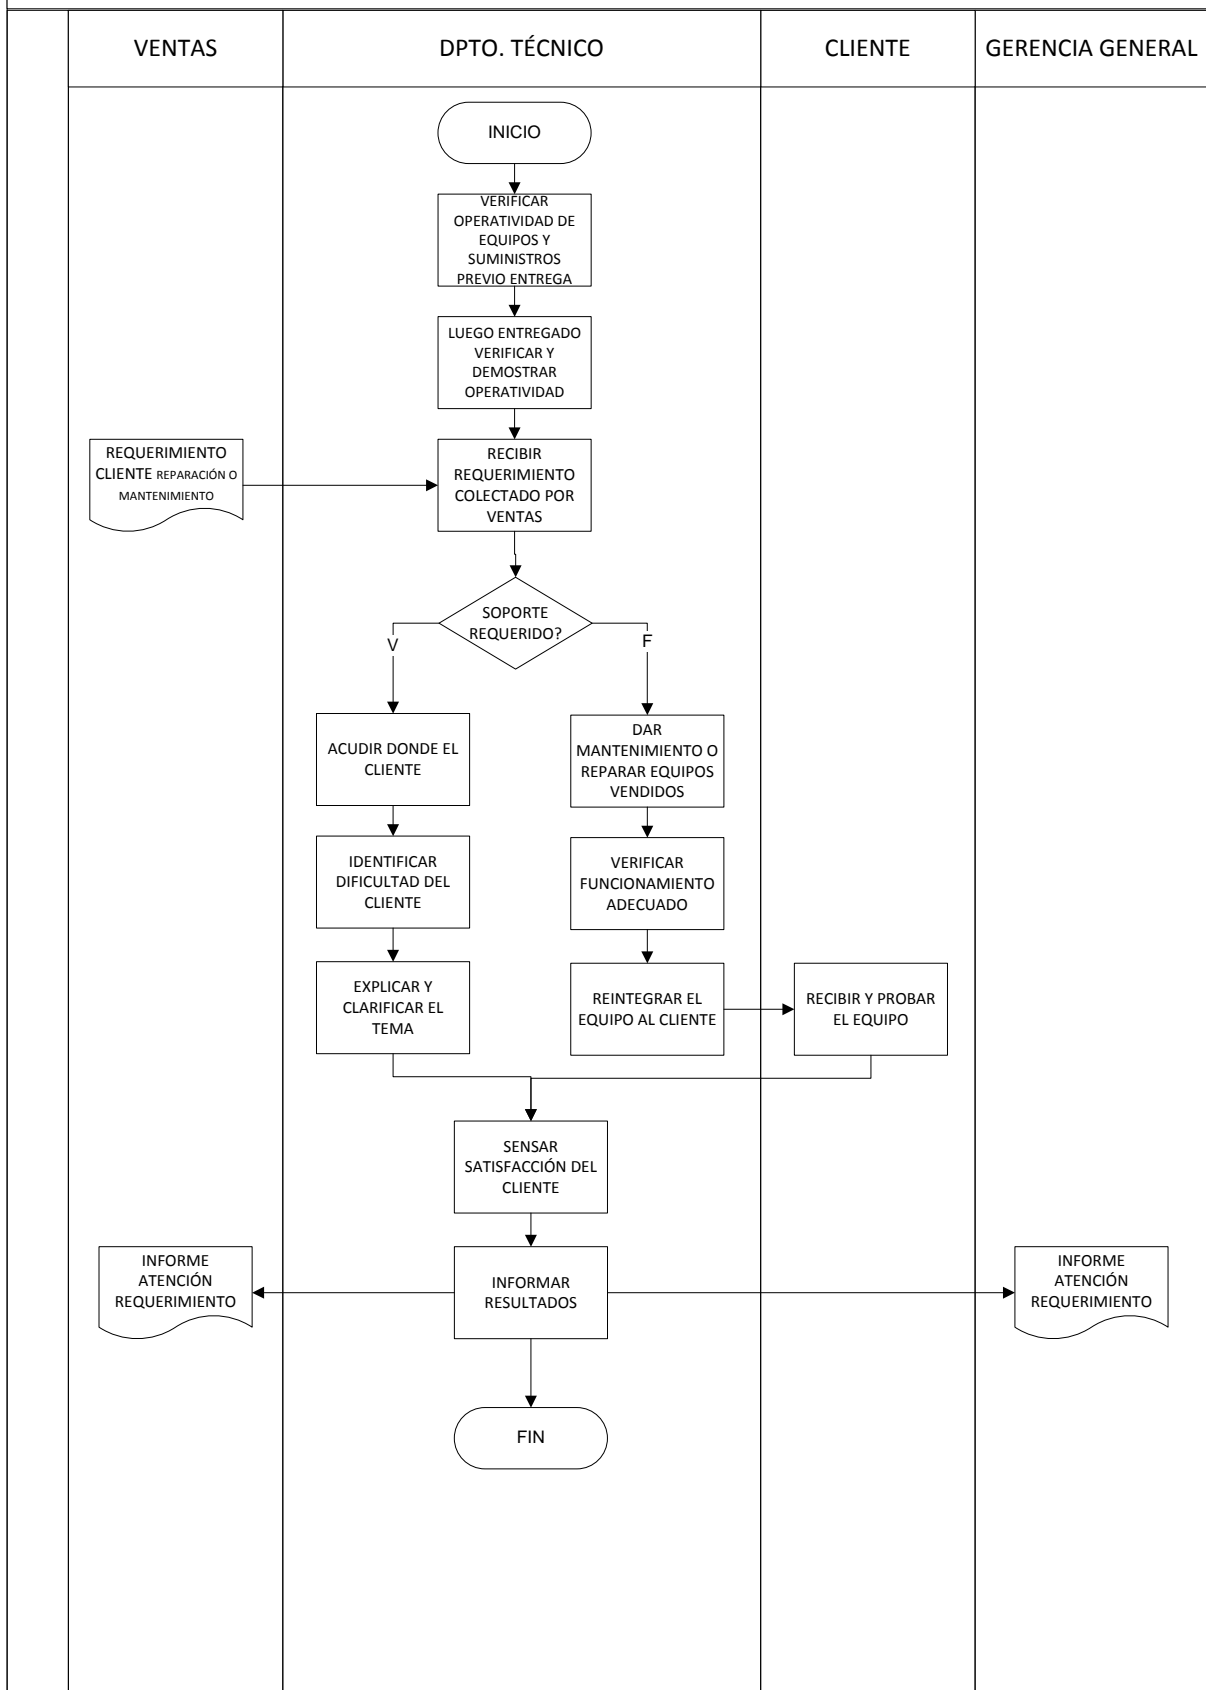 VENTAS
DPTO. TÉCNICO
CLIENTE
GERENCIA GENERAL
INICIO
VERIFICAR
OPERATIVIDAD DE
EQUIPOS Y
SUMINISTROS
PREVIO ENTREGA
LUEGO ENTREGADO
VERIFICAR Y
DEMOSTRAR
OPERATIVIDAD
REQUERIMIENTO
CLIENTE REPARACIÓN O
MANTENIMIENTO
RECIBIR
REQUERIMIENTO
COLECTADO POR
VENTAS
SOPORTE
REQUERIDO?
V
F
ACUDIR DONDE EL
CLIENTE
DAR
MANTENIMIENTO O
REPARAR EQUIPOS
VENDIDOS
IDENTIFICAR
DIFICULTAD DEL
CLIENTE
VERIFICAR
FUNCIONAMIENTO
ADECUADO
EXPLICAR Y
CLARIFICAR EL
TEMA
REINTEGRAR EL
EQUIPO AL CLIENTE
RECIBIR Y PROBAR
EL EQUIPO
SENSAR
SATISFACCIÓN DEL
CLIENTE
INFORME
ATENCIÓN
REQUERIMIENTO
INFORMAR
RESULTADOS
INFORME
ATENCIÓN
REQUERIMIENTO
FIN